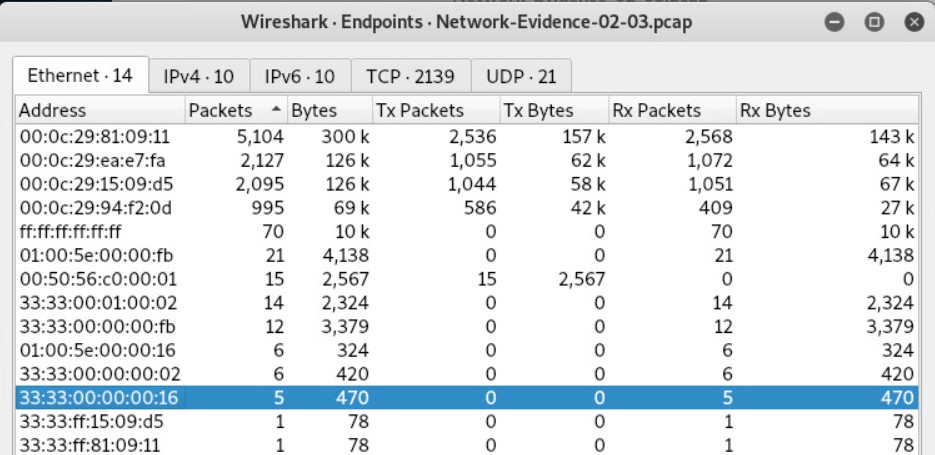 Wireshark · Endpoints · Network-Evidence-02-03.pcap
Ethernet · 14 IPv4 · 10 IPv6 · 10 TCP · 2139 UDP · 21
Address Packets Bytes Tx Packets Tx Bytes Rx Packets Rx Bytes
00:0c:29:81:09:11 5,104 300 k 2,536 157 k 2,568 143 k
00:0c:29:ea:e7:fa 2,127 126 k 1,055 62 k 1,072 64 k
00:0c:29:15:09:d5 2,095 126 k 1,044 58 k 1,051 67 k
00:0c:29:94:f2:0d 995 69 k 586 42 k 409 27 k
ff:ff:ff:ff:ff:ff 70 10 k 0 0 70 10 k
01:00:5e:00:00:fb 21 4,138 0 0 21 4,138
00:50:56:c0:00:01 15 2,567 15 2,567 0 0
33:33:00:01:00:02 14 2,324 0 0 14 2,324
33:33:00:00:00:fb 12 3,379 0 0 12 3,379
01:00:5e:00:00:16 6 324 0 0 6 324
33:33:00:00:00:02 6 420 0 0 6 420
33:33:00:00:00:16 5 470 0 0 5 470
33:33:ff:15:09:d5 1 78 0 0 1 78
33:33:ff:81:09:11 1 78 0 0 1 78